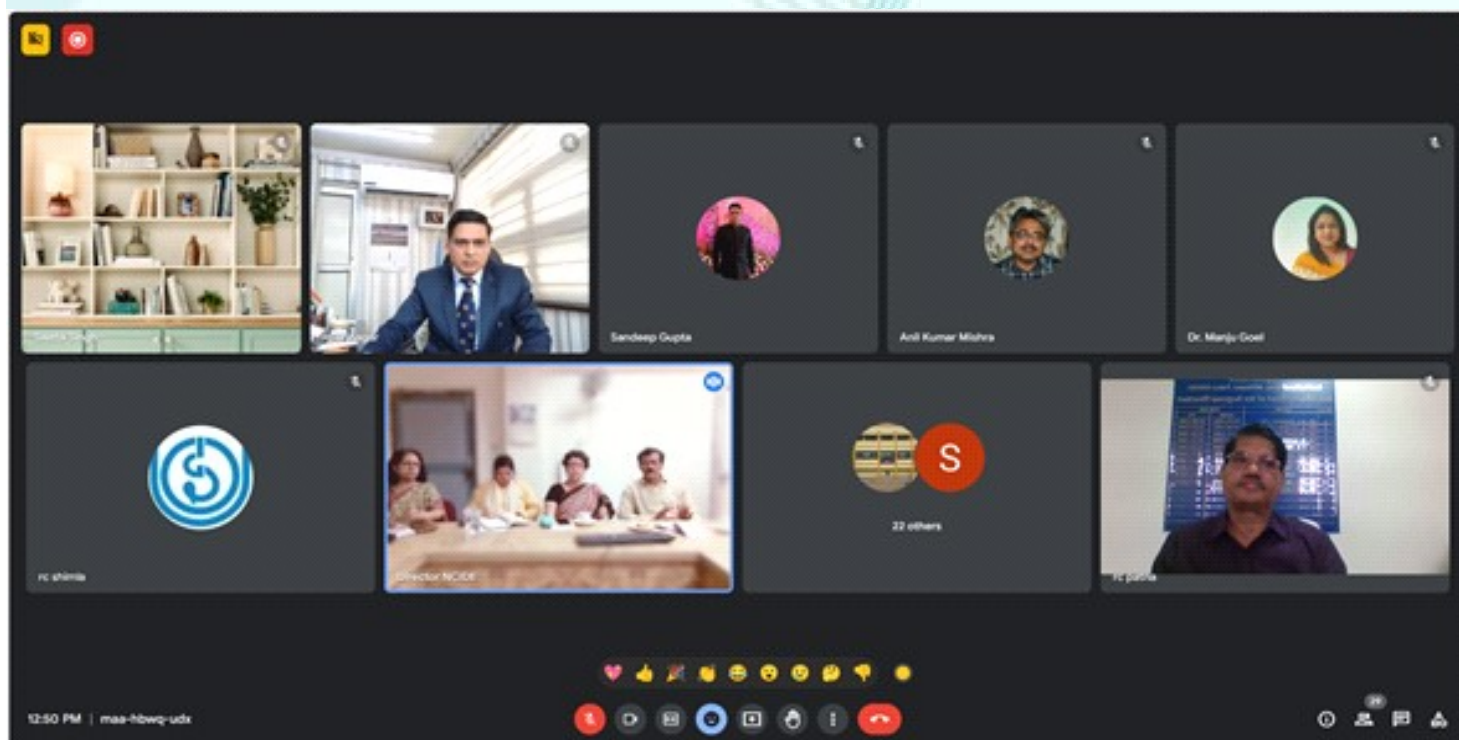 Sandeep Gupta
Anil Kumar Mishra
Dr. Manju Goel
rc shimla
Director NCIDE
S
22 others
rc patna
12:50 PM | maa-hbwq-udx
29